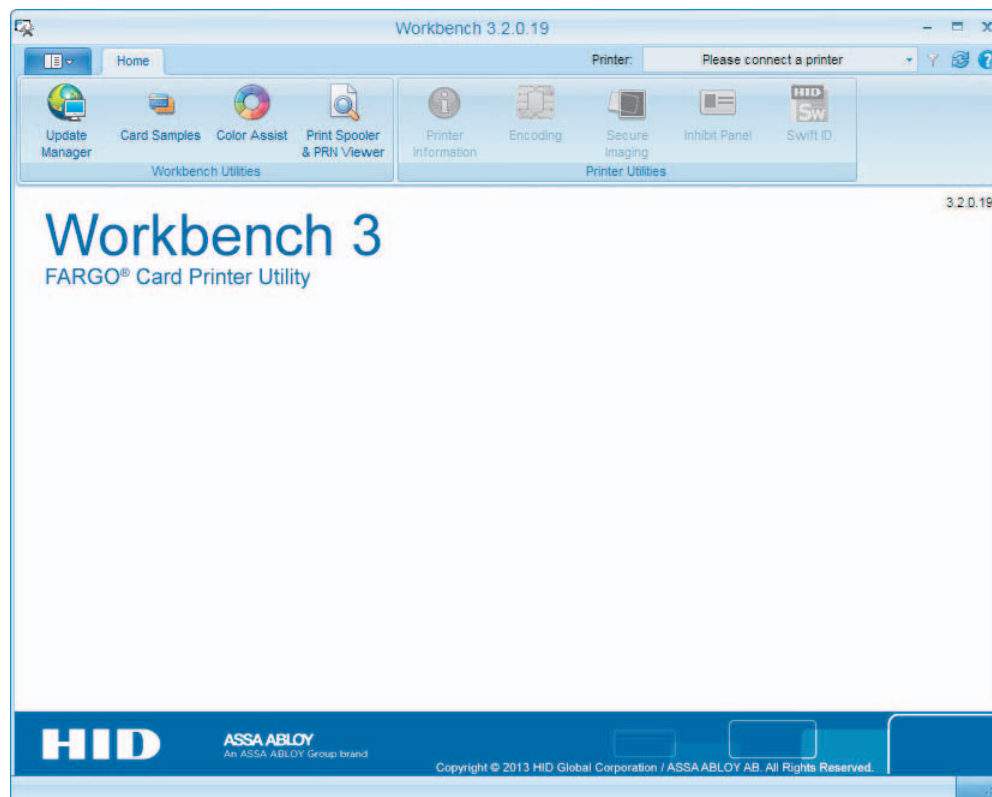 Workbench 3.2.0.19
Home
Printer:
Please connect a printer
Update
Manager
Card Samples
Color Assist
Print Spooler
& PRN Viewer
Workbench Utilities
Printer
Information
Encoding
Secure
Imaging
Inhibit Panel
HID
Sw
Swift ID
Printer Utilities
3.2.0.19
Workbench 3
FARGO® Card Printer Utility
HID
ASSA ABLOY
An ASSA ABLOY Group brand
Copyright © 2013 HID Global Corporation / ASSA ABLOY AB. All Rights Reserved.